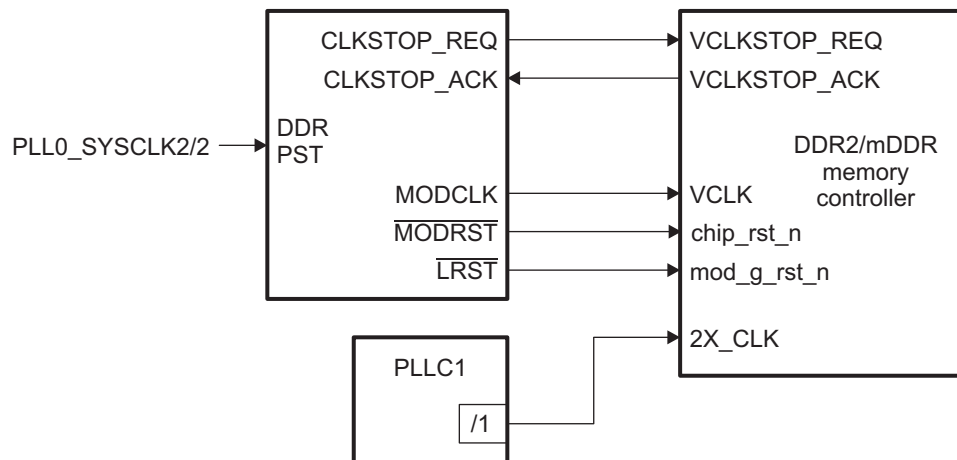 CLKSTOP_REQ
VCLKSTOP_REQ
CLKSTOP_ACK
VCLKSTOP_ACK
PLL0_SYSCLK2/2
DDR
PST
DDR2/mDDR
memory
controller
MODCLK
VCLK
MODRST
chip_rst_n
LRST
mod_g_rst_n
2X_CLK
PLLC1
/1